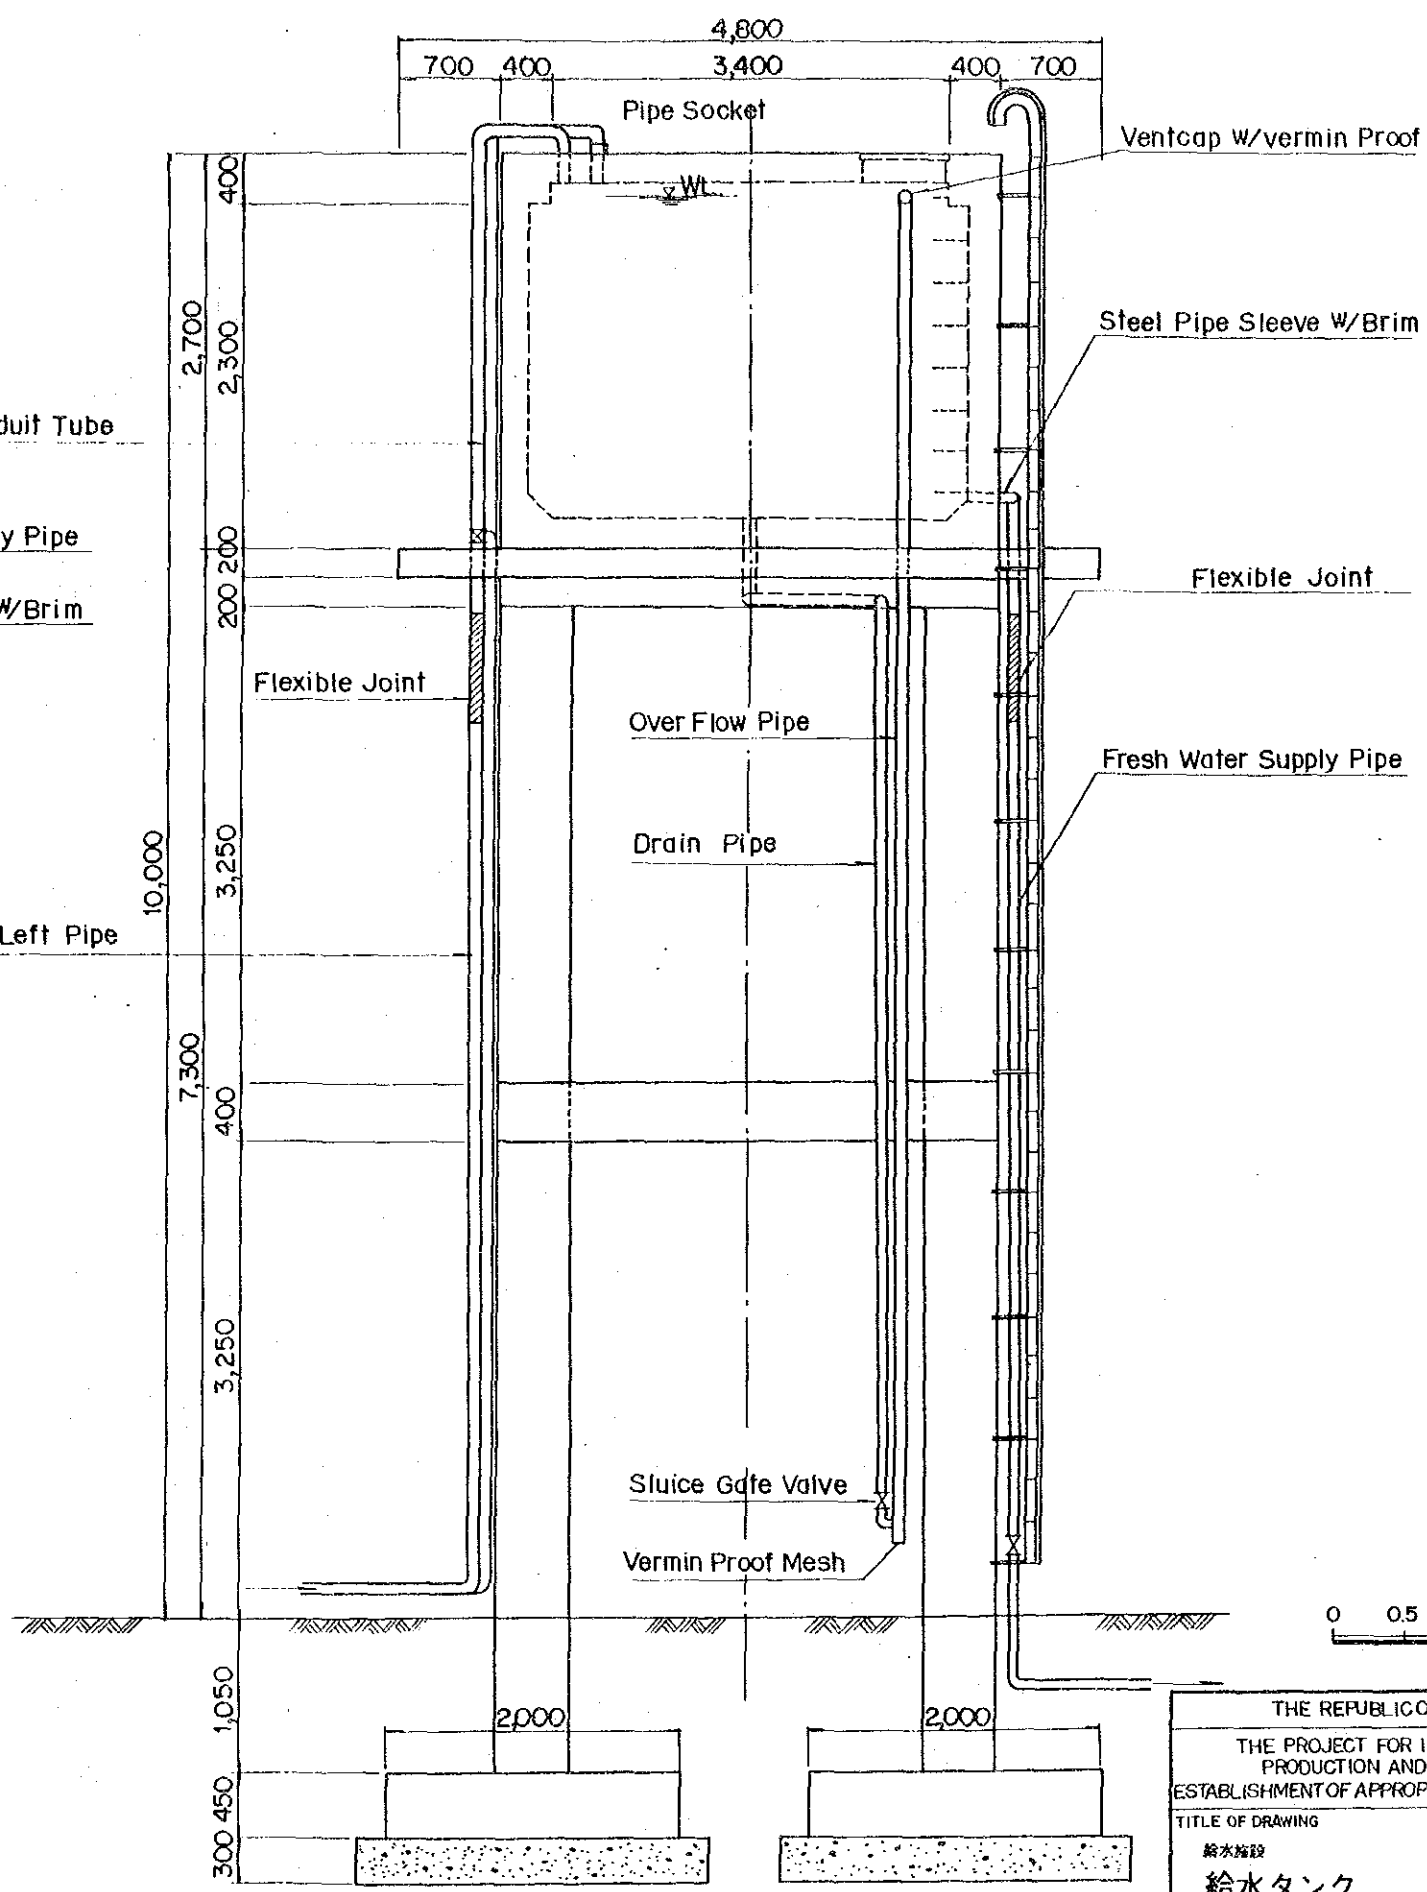 4,800
700 400 3,400 400 700
Pipe Socket
Ventcap W/vermin Proof
WL
400
2,700
2,300
Steel Pipe Sleeve W/Brim
duit Tube
y Pipe
200
200
W/Brim
Flexible Joint
Flexible Joint
Over Flow Pipe
Fresh Water Supply Pipe
Drain Pipe
10,000
3,250
Left Pipe
7,300
400
3,250
Sluice Gate Valve
Vermin Proof Mesh
0 0.5
1,050
2,000
2,000
450
300
THE REPUBLIC O
THE PROJECT FOR I
PRODUCTION AND
ESTABLISHMENT OF APPROP
TITLE OF DRAWING
給水施設
給水タンク